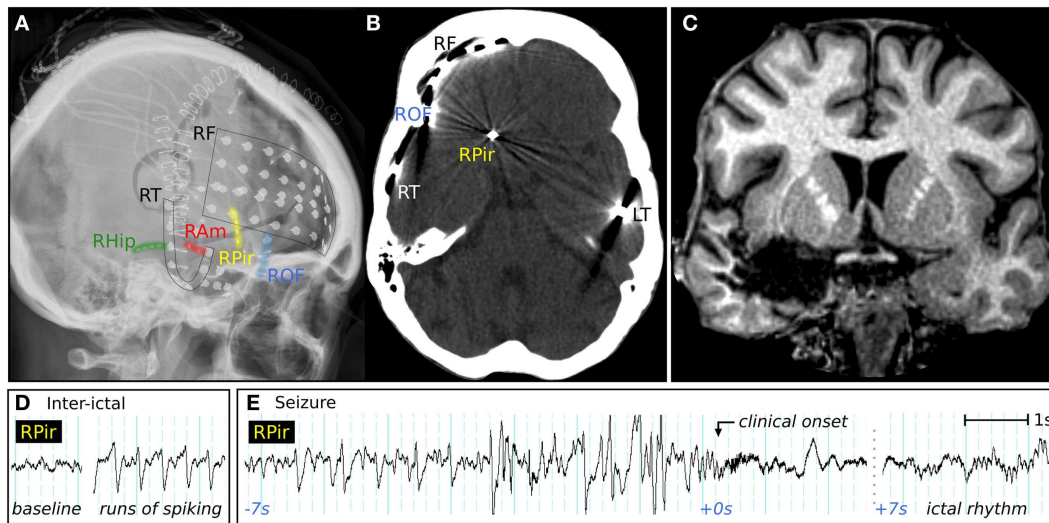 A
RF
RT
RHip
RAm
RPir
ROF
B
RF
ROF
RPir
RT
LT
C
D Inter-ictal
RPir
baseline runs of spiking
E Seizure
RPir
clinical onset
1s
-7s
+0s
+7s
ictal rhythm